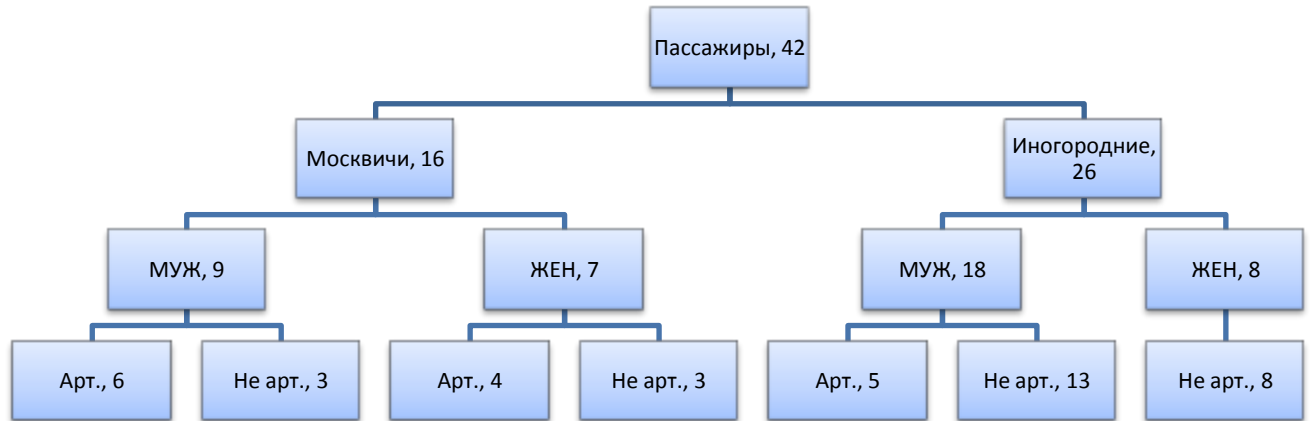 Пассажиры, 42
Москвичи, 16
Иногородние,
26
МУЖ, 9
ЖЕН, 7
МУЖ, 18
ЖЕН, 8
Арт., 6
Не арт., 3
Арт., 4
Не арт., 3
Арт., 5
Не арт., 13
Не арт., 8